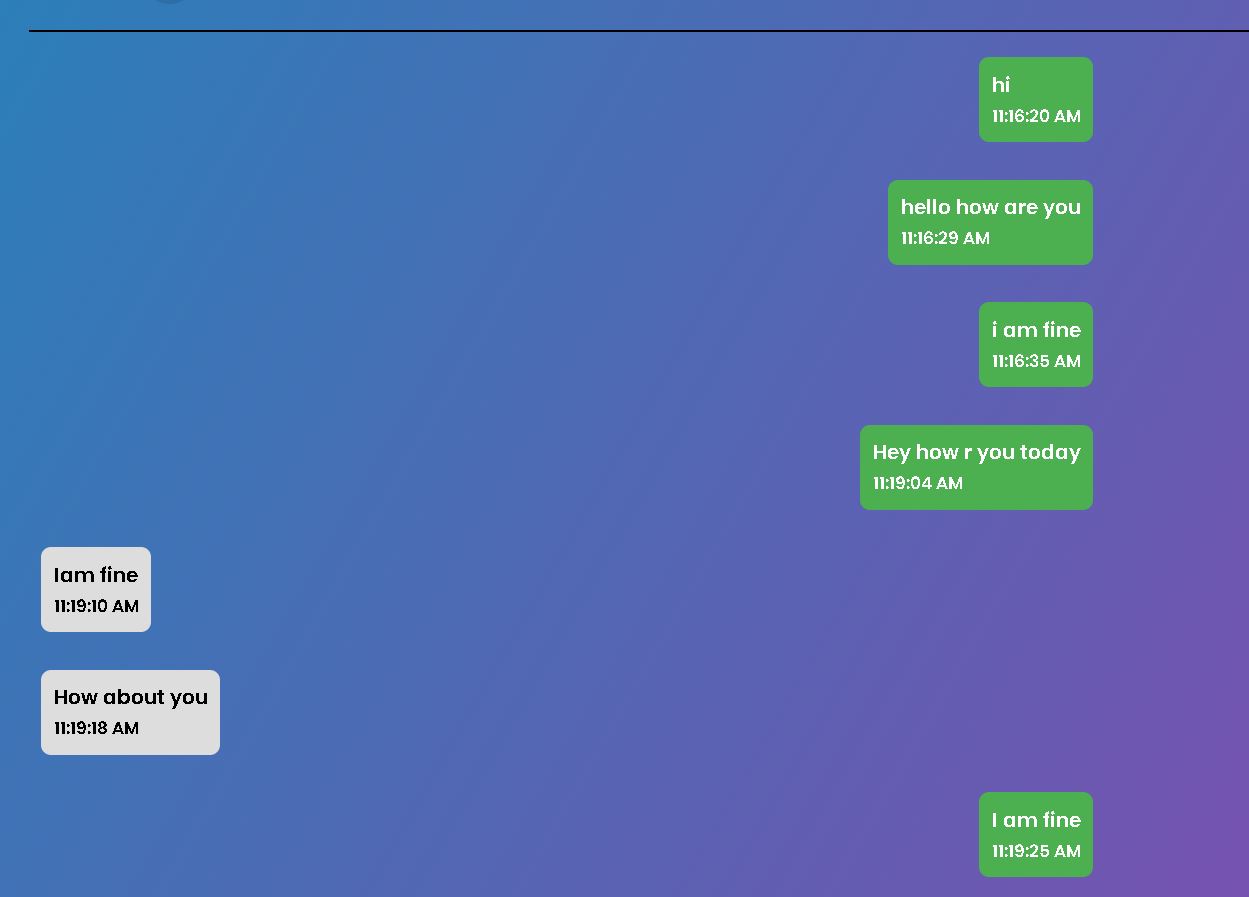 hi
11:16:20 AM
hello how are you
11:16:29 AM
i am fine
11:16:35 AM
Hey how r you today
11:19:04 AM
Iam fine
11:19:10 AM
How about you
11:19:18 AM
I am fine
11:19:25 AM